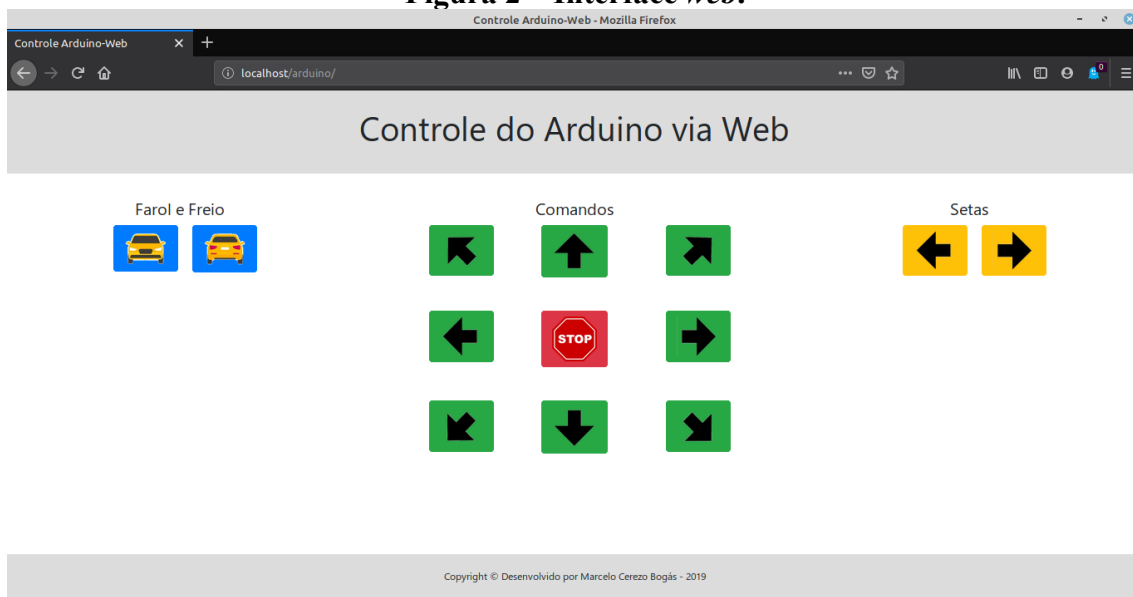 Figura 2 – Interface web.
Controle Arduino-Web - Mozilla Firefox
Controle Arduino-Web
localhost/arduino/
0
Controle do Arduino via Web
Farol e Freio
Comandos
Setas
STOP
Copyright © Desenvolvido por Marcelo Cerezo Bogás - 2019